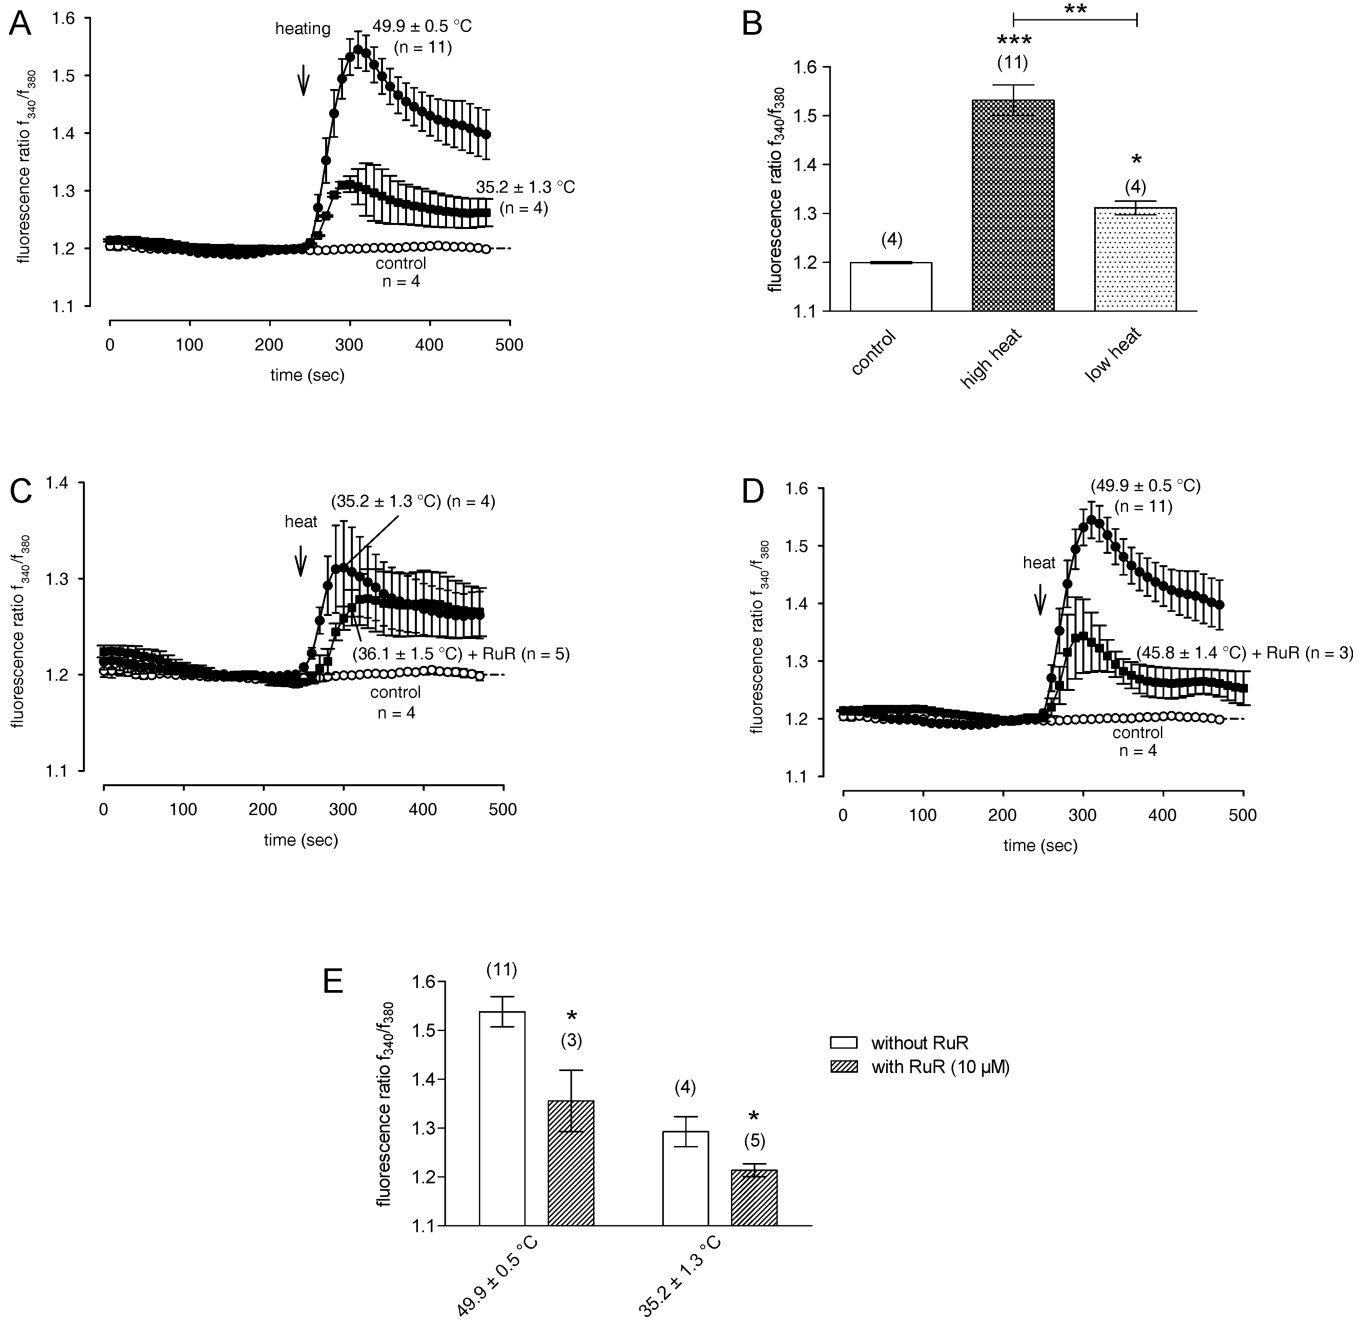 A
fluorescence ratio f340/f380
1.6
1.5
1.4
1.3
1.2
1.1
heating
49.9 ± 0.5 °C
(n = 11)
35.2 ± 1.3 °C
(n = 4)
control
n = 4
0 100 200 300 400 500
time (sec)
B
fluorescence ratio f340/f380
1.6
1.5
1.4
1.3
1.2
1.1
**
***
(11)
*
(4)
(4)
control
high heat
low heat
C
fluorescence ratio f340/f380
1.4
1.3
1.2
1.1
(35.2 ± 1.3 °C) (n = 4)
heat
(36.1 ± 1.5 °C) + RuR (n = 5)
control
n = 4
0 100 200 300 400 500
time (sec)
D
fluorescence ratio f340/f380
1.6
1.5
1.4
1.3
1.2
1.1
(49.9 ± 0.5 °C)
(n = 11)
heat
(45.8 ± 1.4 °C) + RuR (n = 3)
control
n = 4
0 100 200 300 400 500
time (sec)
E
fluorescence ratio f340/f380
1.6
1.5
1.4
1.3
1.2
1.1
(11)
*
(3)
(4)
*
(5)
49.9 ± 0.5 °C
35.2 ± 1.3 °C
without RuR
with RuR (10 µM)